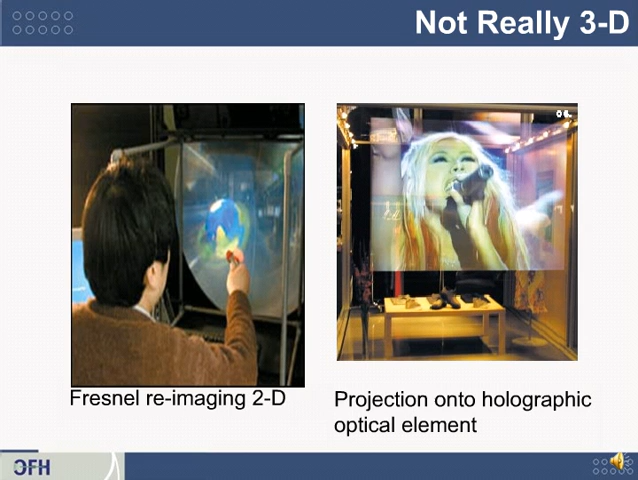 Not Really 3-D
Fresnel re-imaging 2-D
Projection onto holographic
optical element
OFH